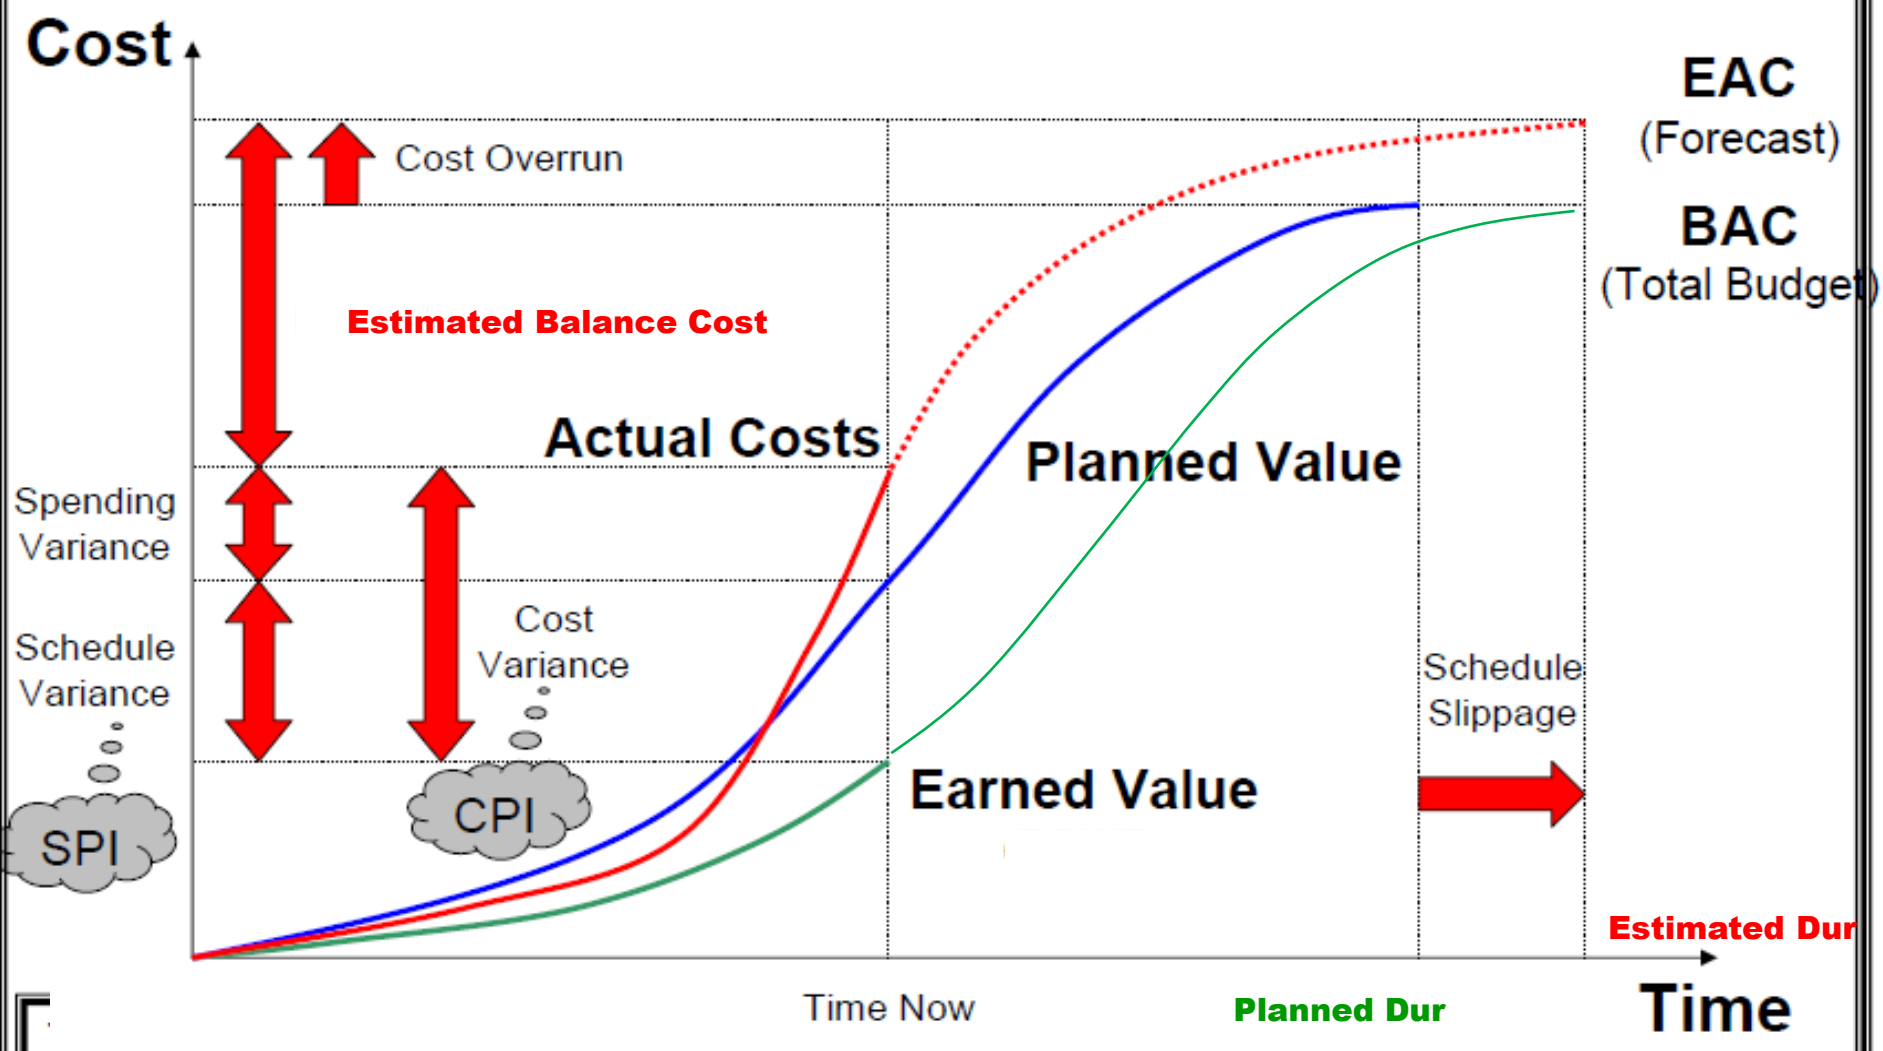 Cost
EAC
(Forecast)
Cost Overrun
BAC
(Total Budget)
Estimated Balance Cost
Actual Costs
Planned Value
Spending
Variance
Cost
Variance
Schedule
Variance
Schedule
Slippage
Earned Value
CPI
SPI
Estimated Dur
Time Now
Planned Dur
Time